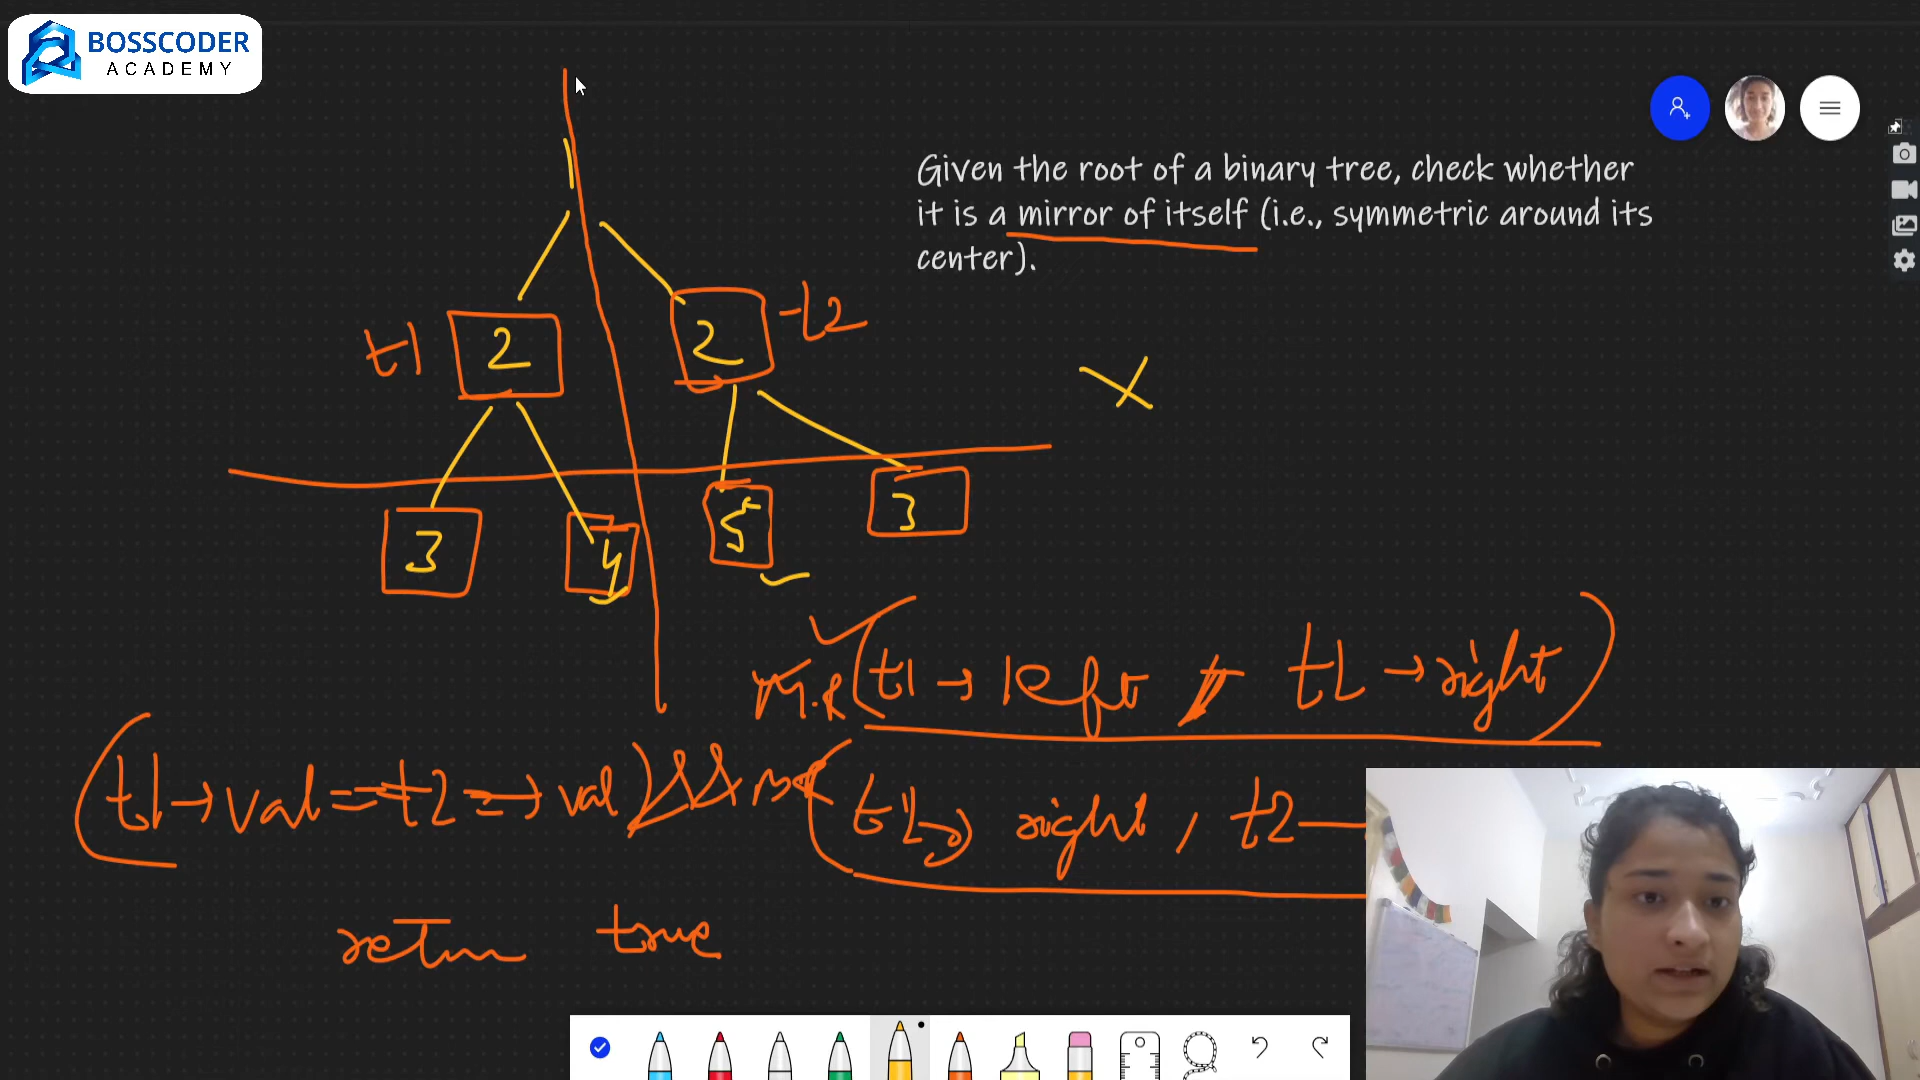 BOSSCODER
ACADEMY
Given the root of a binary tree, check whether
it is a mirror of itself (i.e., symmetric around its
center).
t1 2 2 t2
3 4 5 3
(t1 → left , t2 → right)
(t1 → val == t2 → val) && (t1 → right , t2
return true